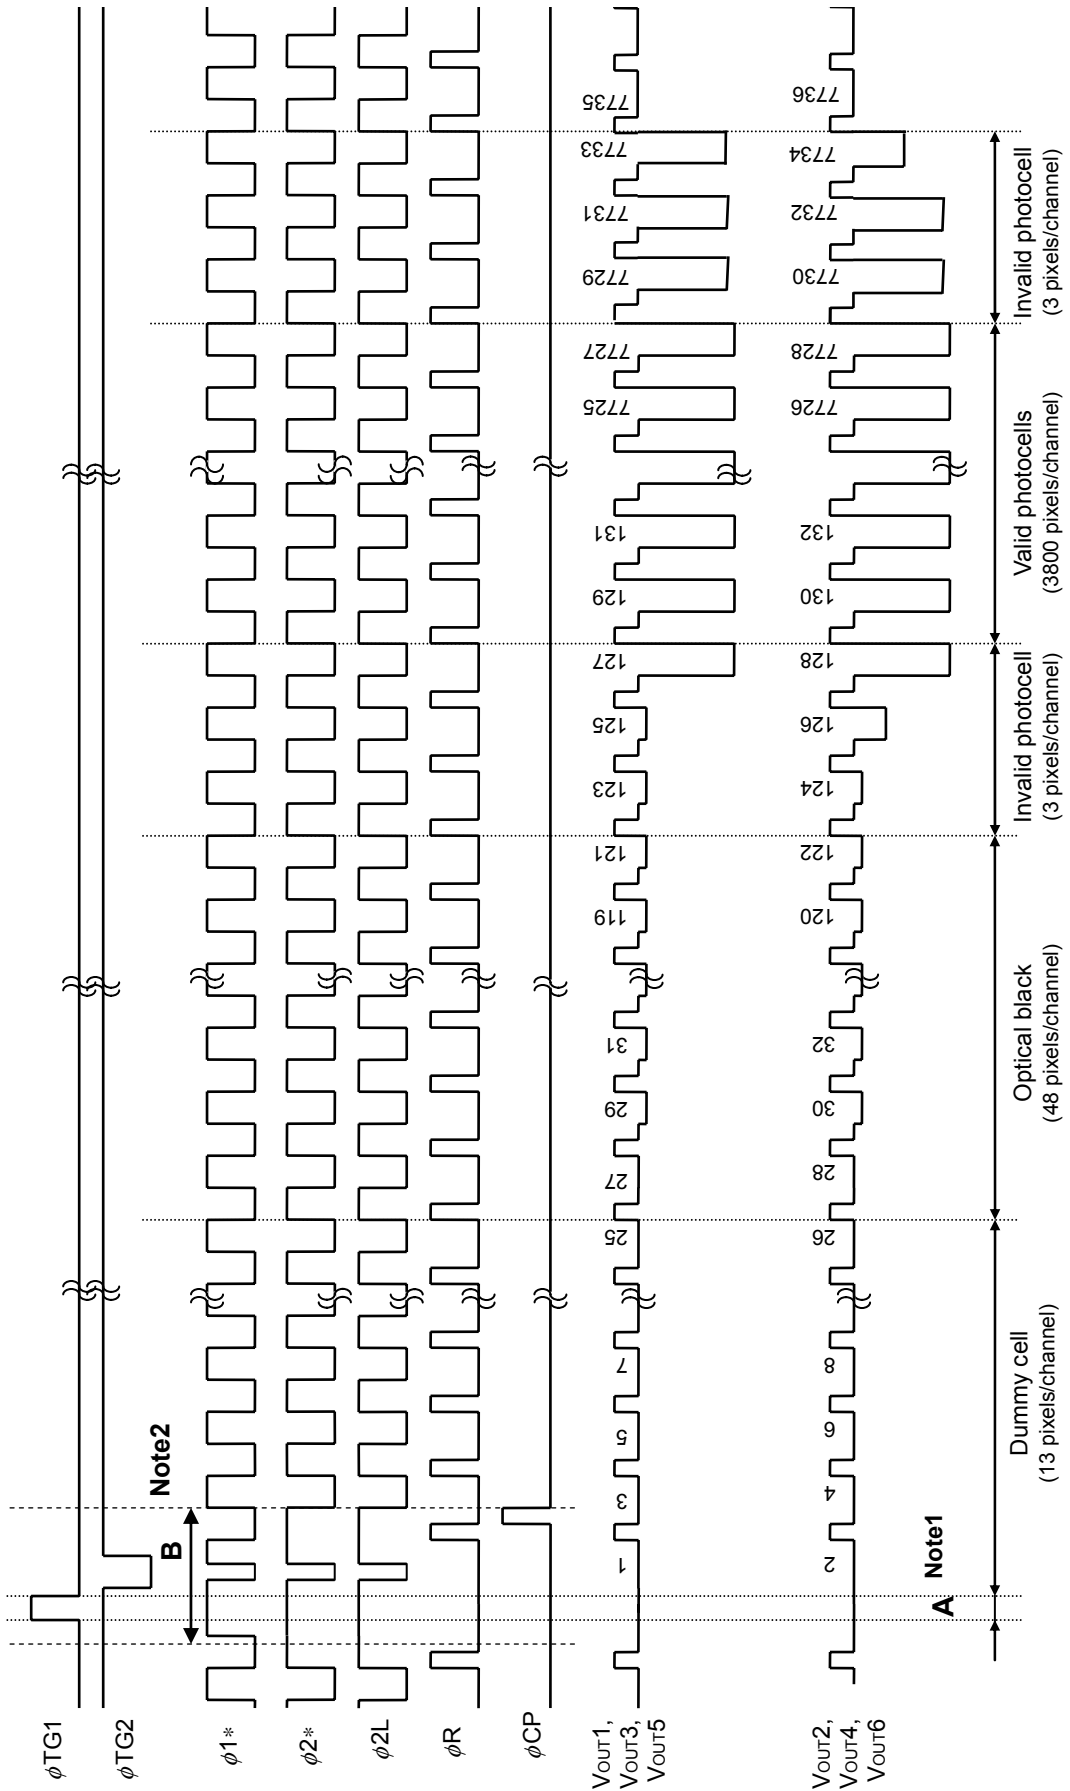 ϕTG1
ϕTG2
ϕ1*
ϕ2*
ϕ2L
ϕR
ϕCP
VOUT1,
VOUT3,
VOUT5
VOUT2,
VOUT4,
VOUT6
B
Note2
1
3
5
7
25
27
29
31
119
121
123
125
127
129
131
7725
7727
7729
7731
7733
7735
2
4
6
8
26
28
30
32
120
122
124
126
128
130
132
7726
7728
7730
7732
7734
7736
A
Note1
Dummy cell
(13 pixels/channel)
Optical black
(48 pixels/channel)
Invalid photocell
(3 pixels/channel)
Valid photocells
(3800 pixels/channel)
Invalid photocell
(3 pixels/channel)